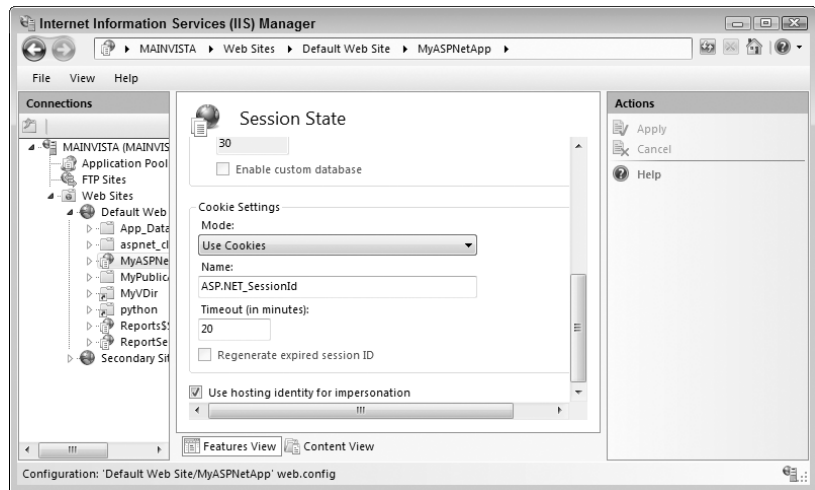 Internet Information Services (IIS) Manager
MAINVISTA Web Sites Default Web Site MyASPNetApp
File View Help
Connections
MAINVISTA (MAINVIS
Application Pool
FTP Sites
Web Sites
Default Web
App_Data
aspnet_cl
MyASPNe
MyPublic
MyVDir
python
Reports$
ReportSe
Secondary Sit
Session State
30
Enable custom database
Cookie Settings
Mode:
Use Cookies
Name:
ASP.NET_SessionId
Timeout (in minutes):
20
Regenerate expired session ID
Use hosting identity for impersonation
Features View Content View
Actions
Apply
Cancel
Help
Configuration: 'Default Web Site/MyASPNetApp' web.config